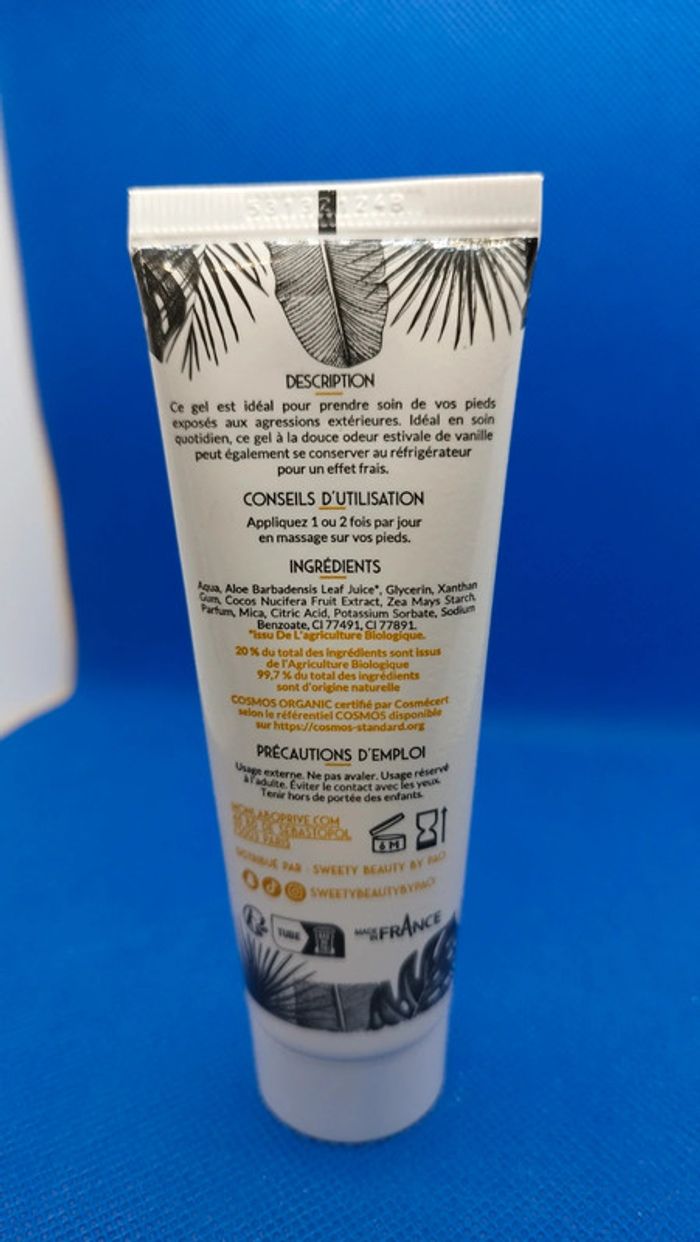 DESCRIPTION
Ce gel est idéal pour prendre soin de vos pieds
exposés aux agressions extérieures. Idéal en soin
quotidien, ce gel à la douce odeur estivale de vanille
peut également se conserver au réfrigérateur
pour un effet frais.
CONSEILS D'UTILISATION
Appliquez 1 ou 2 fois par jour
en massage sur vos pieds.
INGRÉDIENTS
Aqua, Aloe Barbadensis Leaf Juice*, Glycerin, Xanthan
Gum, Cocos Nucifera Fruit Extract, Zea Mays Starch,
Parfum, Mica, Citric Acid, Potassium Sorbate, Sodium
Benzoate, CI 77491, CI 77891.
*Issu De L'agriculture Biologique.
20 % du total des ingrédients sont issus
de l'Agriculture Biologique
99,7 % du total des ingrédients
sont d'origine naturelle
COSMOS ORGANIC certifié par Cosmécert
selon le référentiel COSMOS disponible
sur https://cosmos-standard.org
PRÉCAUTIONS D'EMPLOI
Usage externe. Ne pas avaler. Usage réservé
à l'adulte. Éviter le contact avec les yeux.
Tenir hors de portée des enfants.
MONLABOPRIVE.COM
DE SÉBASTOPOL
PARIS
6 M
DISTRIBUÉ PAR : SWEETY BEAUTY BY PAO
SWEETYBEAUTYBYPAO
TUBE
MADE IN FRANCE